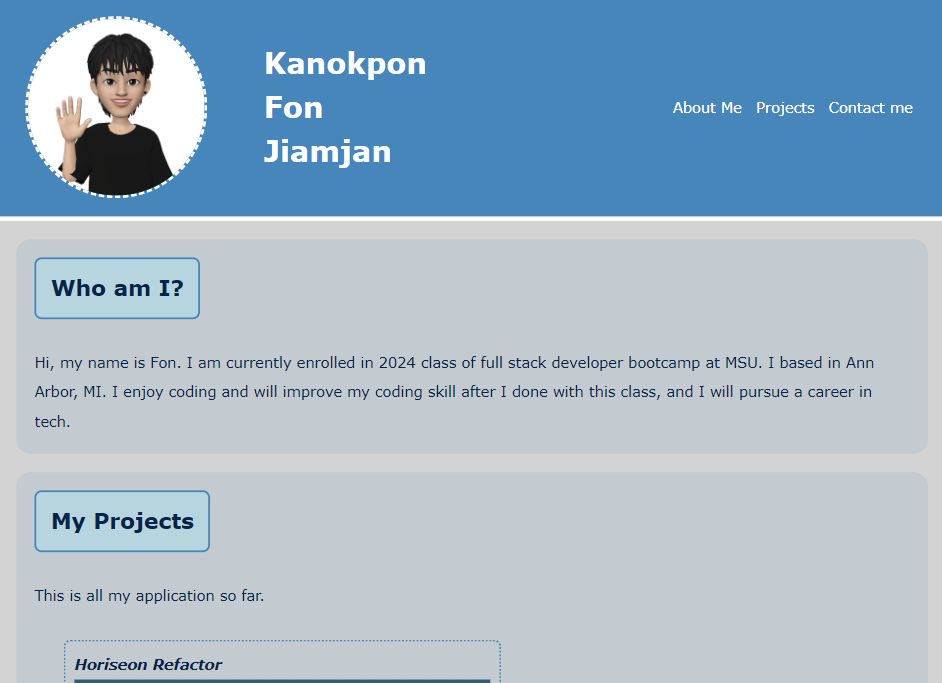 Kanokpon
Fon
Jiamjan
About Me Projects Contact me
Who am I?
Hi, my name is Fon. I am currently enrolled in 2024 class of full stack developer bootcamp at MSU. I based in Ann
Arbor, MI. I enjoy coding and will improve my coding skill after I done with this class, and I will pursue a career in
tech.
My Projects
This is all my application so far.
Horiseon Refactor